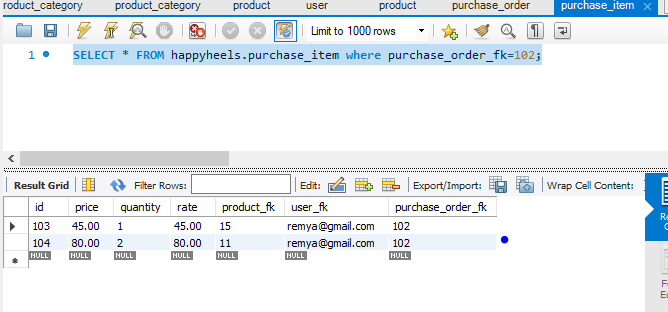 roduct_category product_category product user product purchase_order purchase_item
Limit to 1000 rows
1 SELECT * FROM happyheels.purchase_item where purchase_order_fk=102;
Result Grid Filter Rows: Edit: Export/Import: Wrap Cell Content:
id price quantity rate product_fk user_fk purchase_order_fk
103 45.00 1 45.00 15 remya@gmail.com 102
104 80.00 2 80.00 11 remya@gmail.com 102
NULL NULL NULL NULL NULL NULL NULL